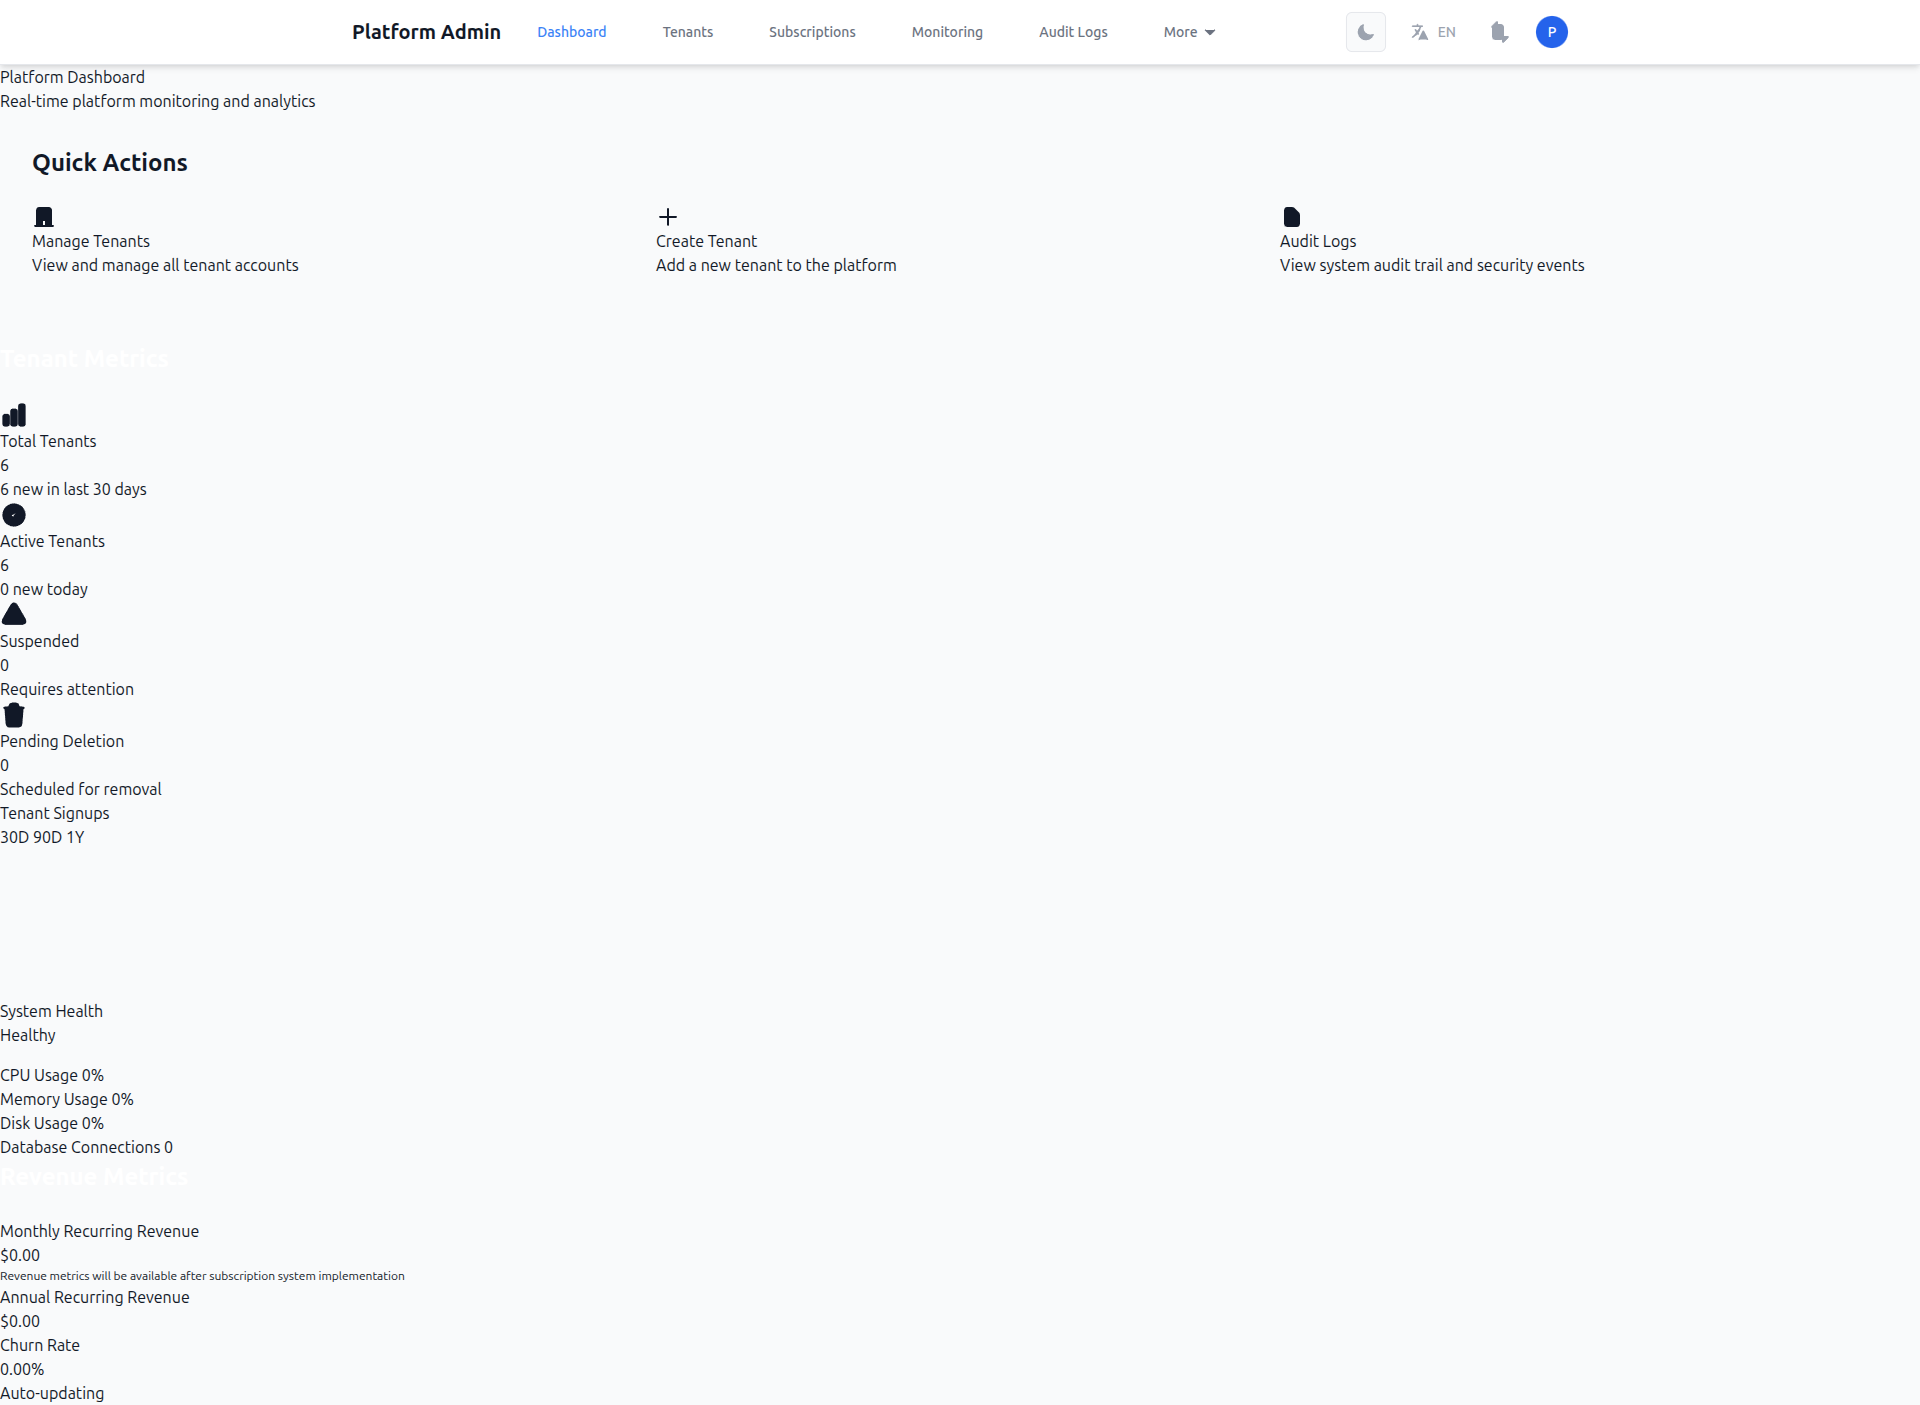 Platform Admin Dashboard Tenants Subscriptions Monitoring Audit Logs More EN P
Platform Dashboard
Real-time platform monitoring and analytics
Quick Actions
Manage Tenants
View and manage all tenant accounts
Create Tenant
Add a new tenant to the platform
Audit Logs
View system audit trail and security events
Tenant Metrics
Total Tenants
6
6 new in last 30 days
Active Tenants
6
0 new today
Suspended
0
Requires attention
Pending Deletion
0
Scheduled for removal
Tenant Signups
30D 90D 1Y
System Health
Healthy
CPU Usage 0%
Memory Usage 0%
Disk Usage 0%
Database Connections 0
Revenue Metrics
Monthly Recurring Revenue
$0.00
Revenue metrics will be available after subscription system implementation
Annual Recurring Revenue
$0.00
Churn Rate
0.00%
Auto-updating